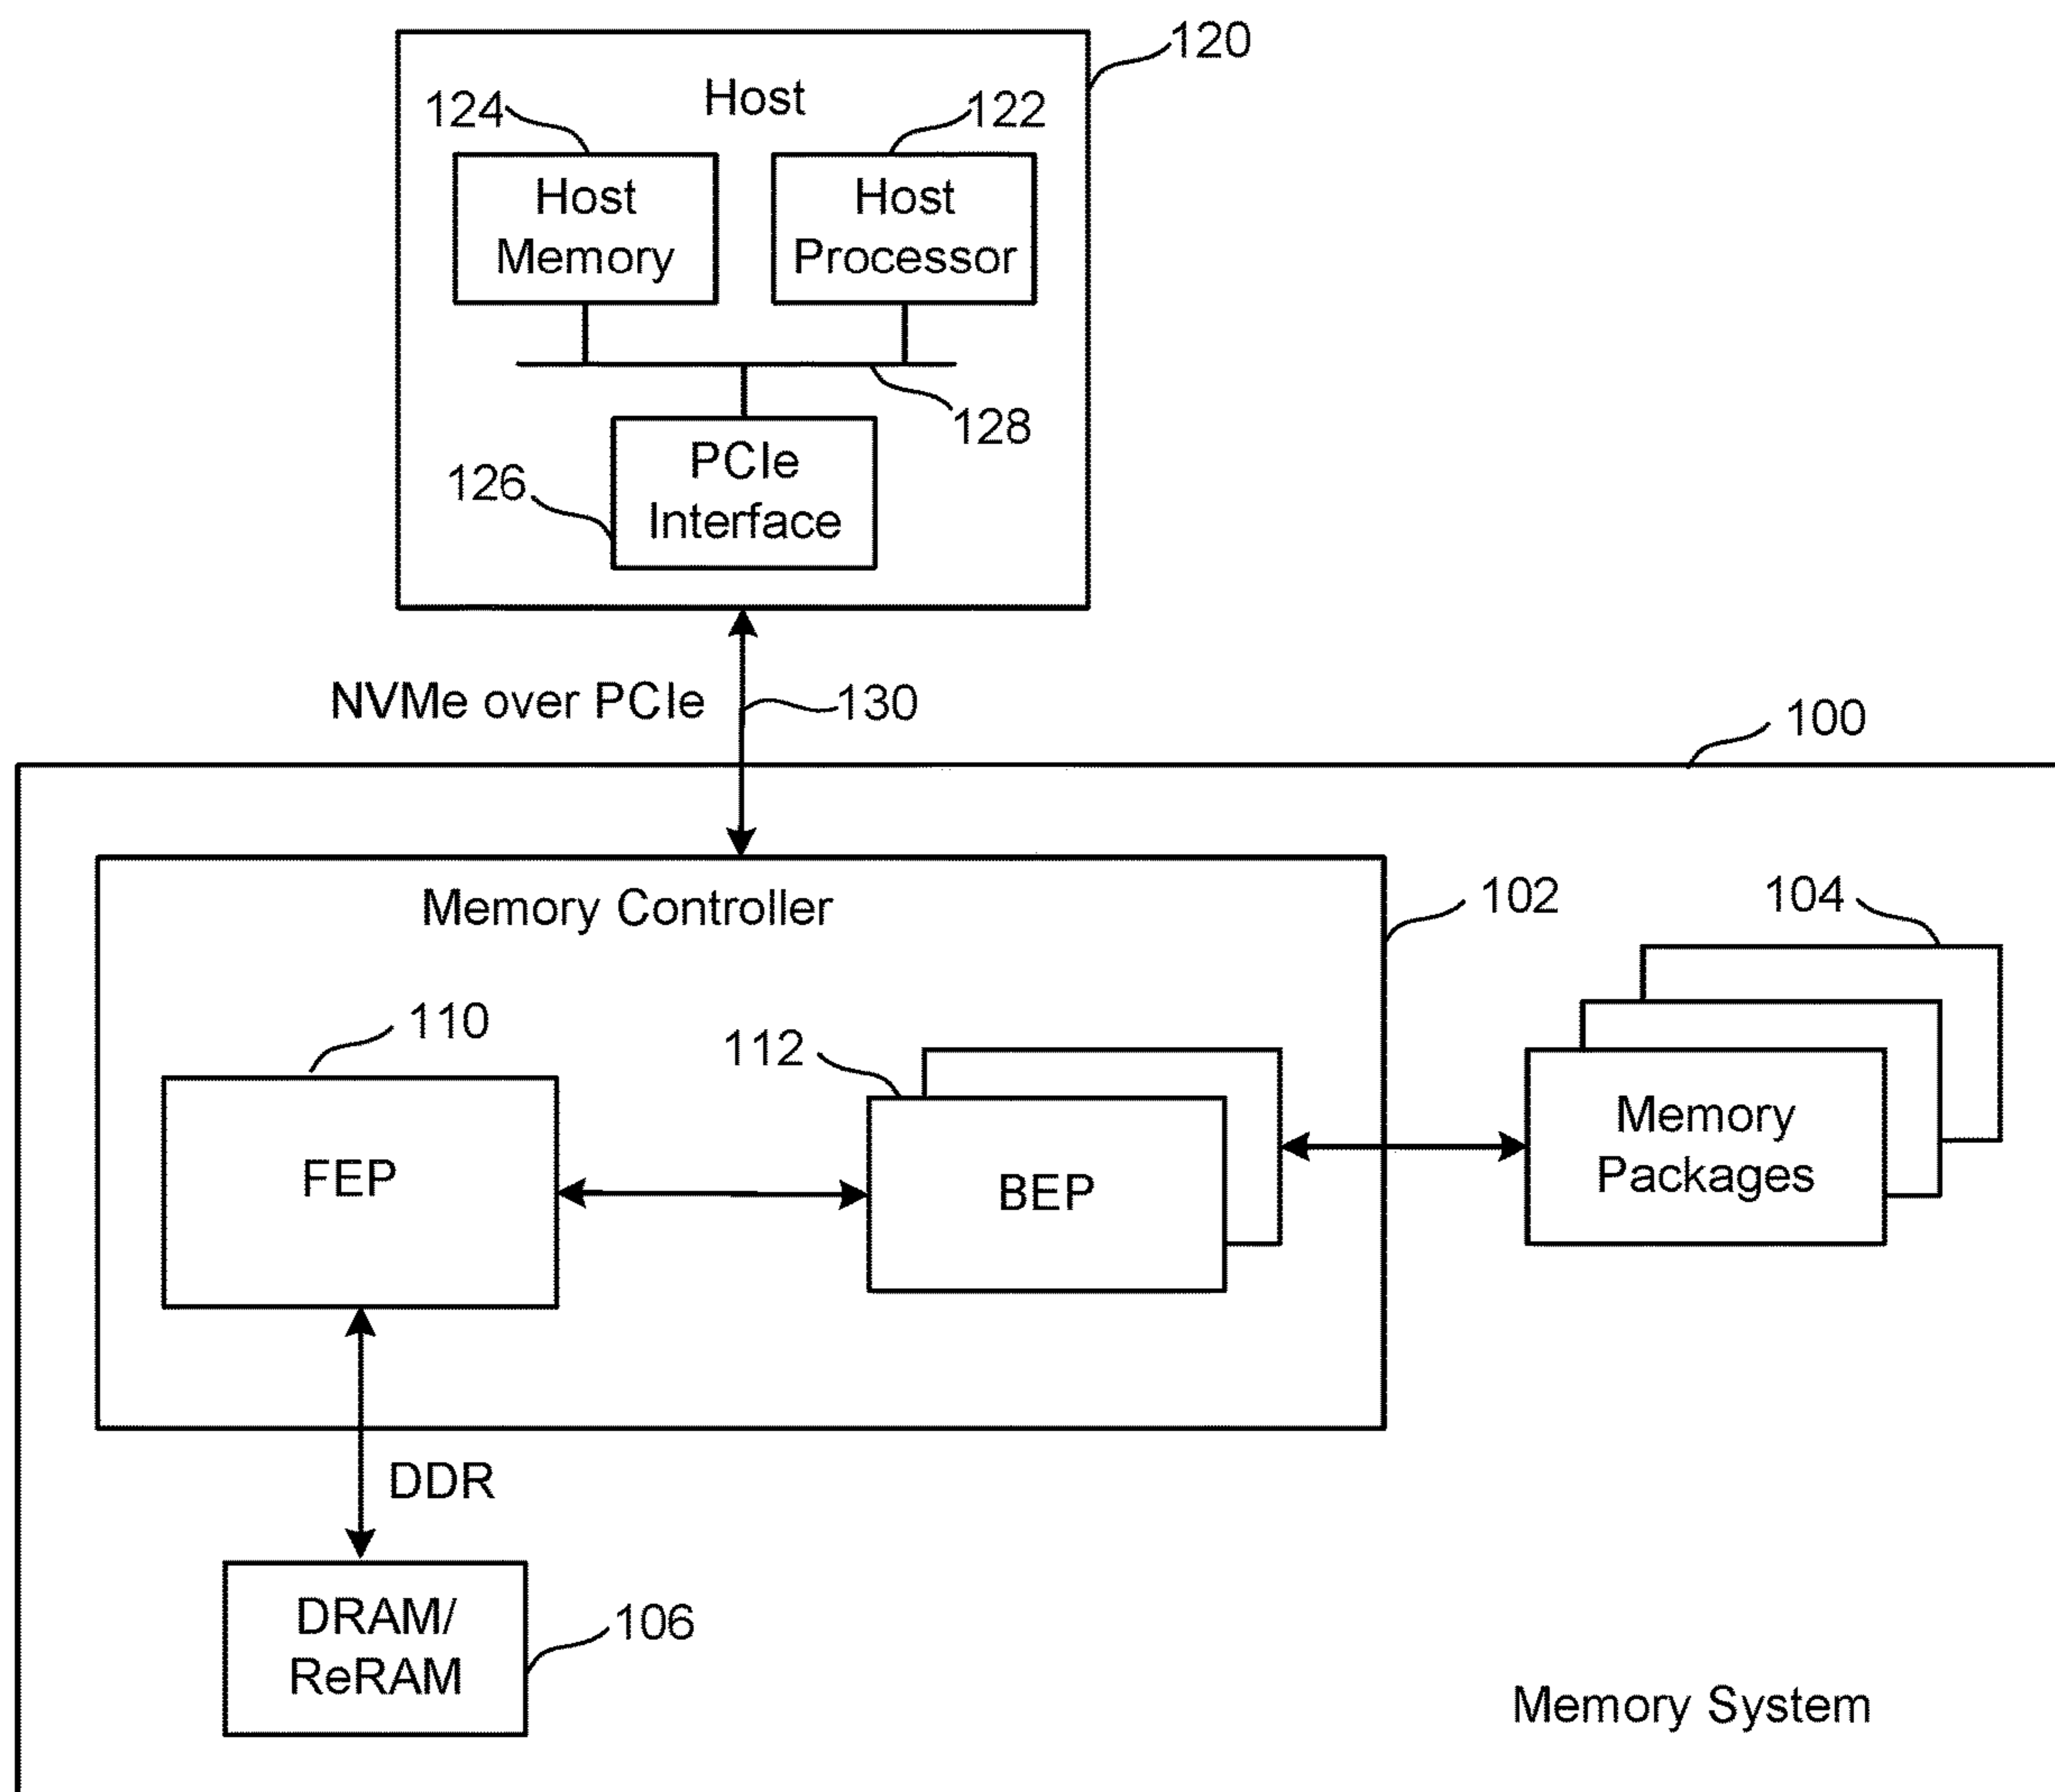 120
Host
124
122
Host
Memory
Host
Processor
128
PCIe
Interface
126
NVMe over PCIe
130
100
Memory Controller
102
104
110
112
FEP
BEP
Memory
Packages
DDR
DRAM/
ReRAM
106
Memory System